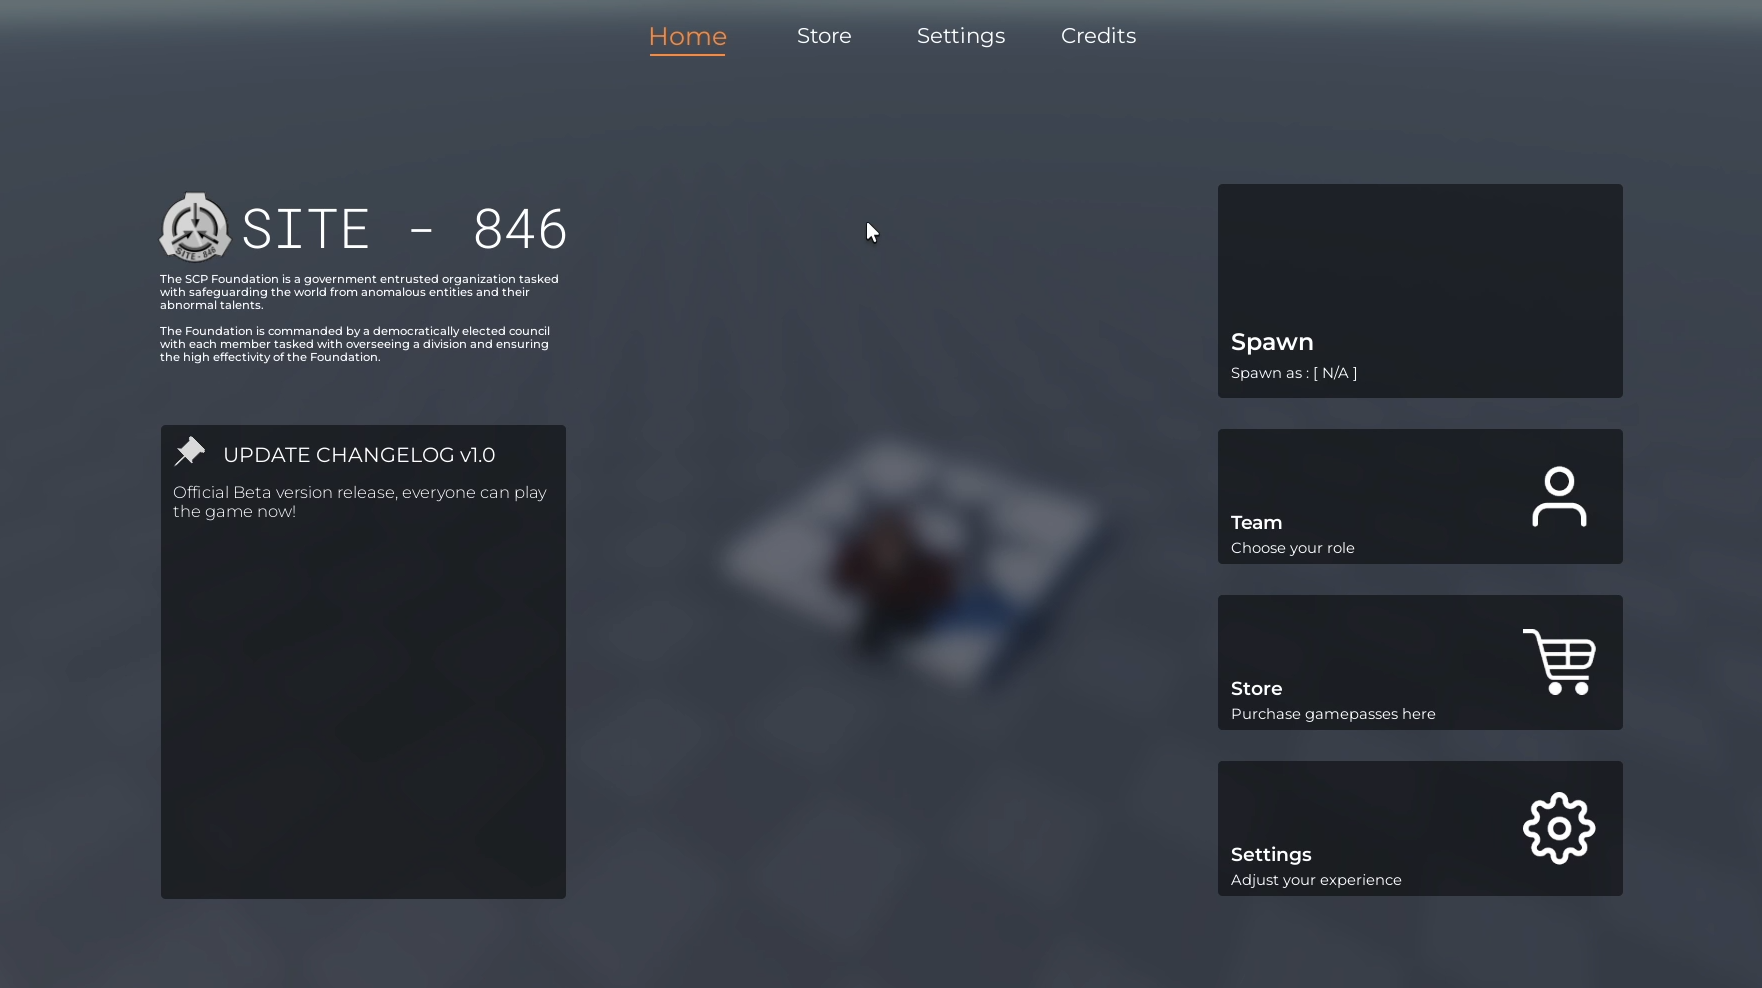 Home
Store
Settings
Credits
SITE - 846
SITE - 846
The SCP Foundation is a government entrusted organization tasked
with safeguarding the world from anomalous entities and their
abnormal talents.
The Foundation is commanded by a democratically elected council
with each member tasked with overseeing a division and ensuring
the high effectivity of the Foundation.
UPDATE CHANGELOG v1.0
Official Beta version release, everyone can play
the game now!
Spawn
Spawn as : [ N/A ]
Team
Choose your role
Store
Purchase gamepasses here
Settings
Adjust your experience